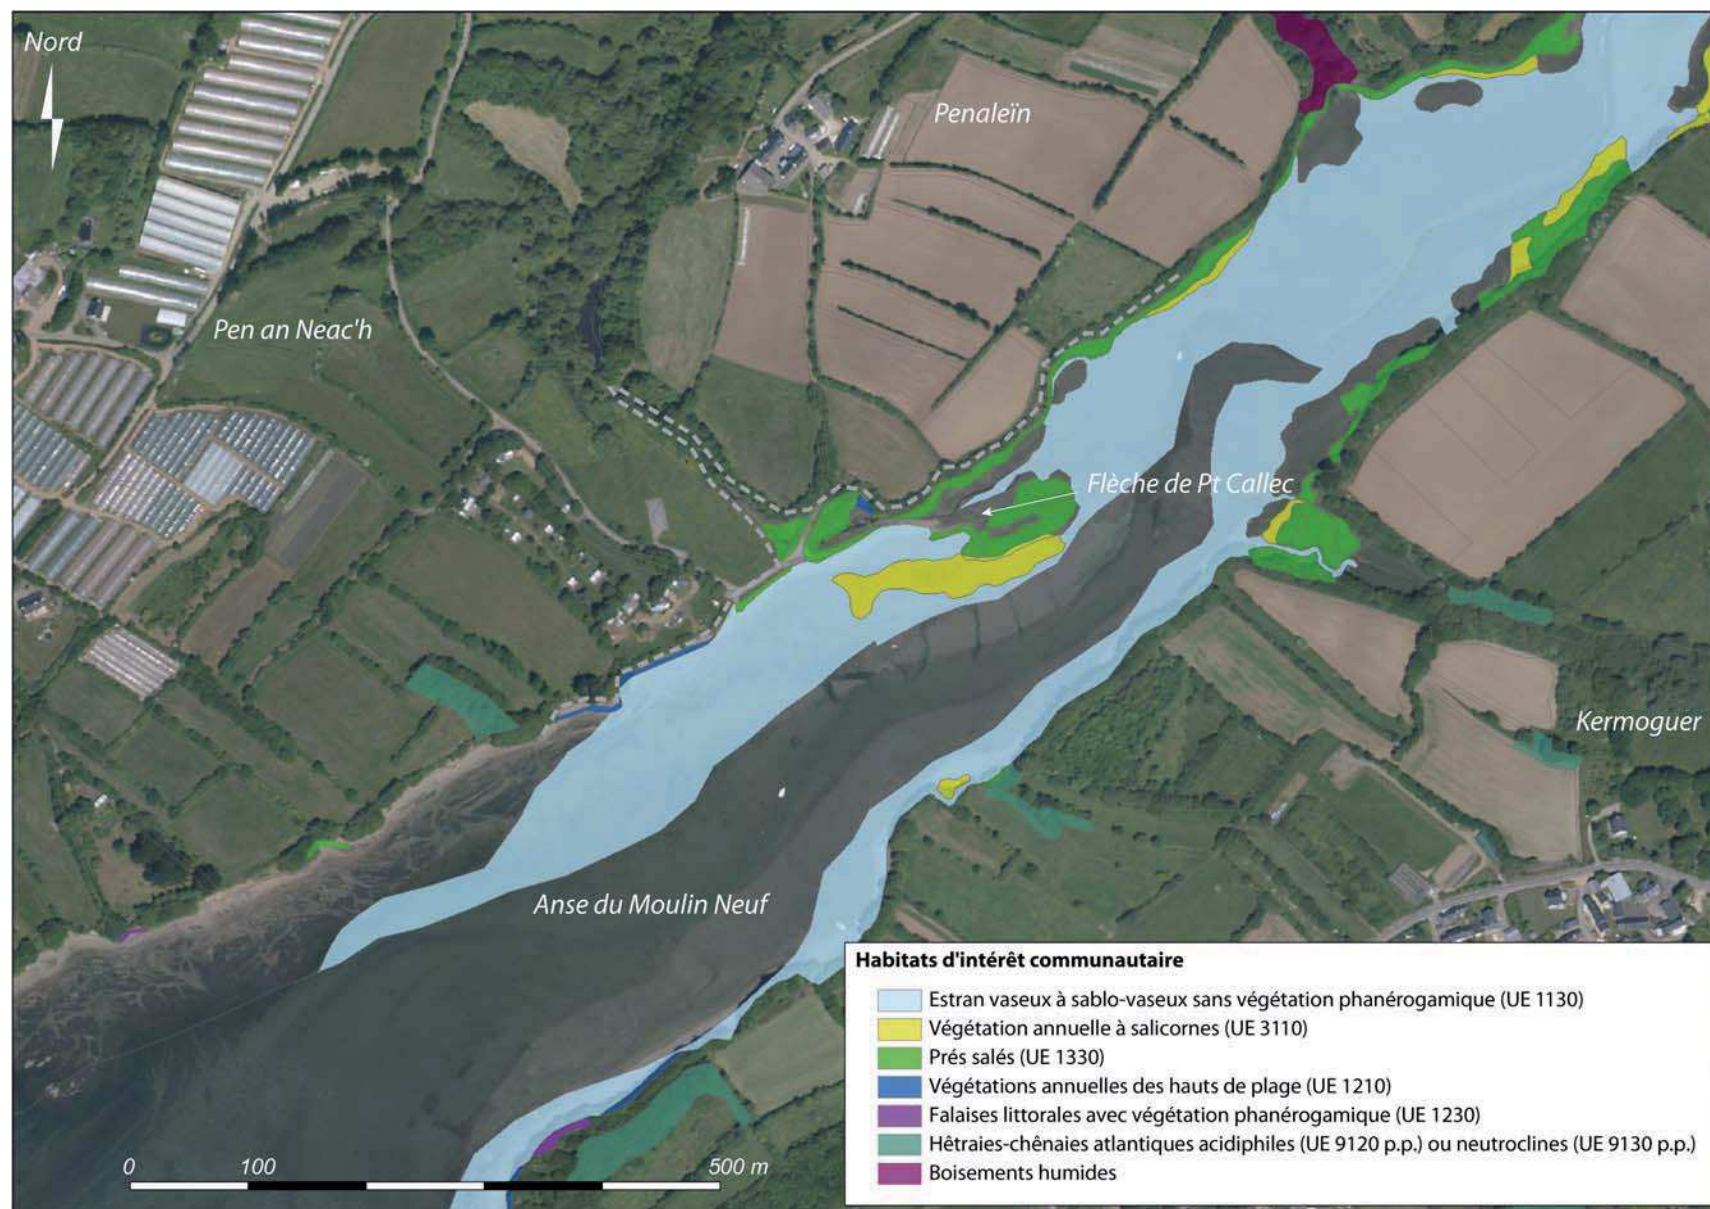 Nord
Penaleïn
Pen an Neac'h
Flèche de Pt Callec
Kermoguer
Anse du Moulin Neuf
Habitats d'intérêt communautaire
Estran vaseux à sablo-vaseux sans végétation phanérogamique (UE 1130)
Végétation annuelle à salicornes (UE 3110)
Prés salés (UE 1330)
Végétations annuelles des hauts de plage (UE 1210)
Falaises littorales avec végétation phanérogamique (UE 1230)
Hêtraies-chênaies atlantiques acidiphiles (UE 9120 p.p.) ou neutroclines (UE 9130 p.p.)
Boisements humides
0 100 500 m